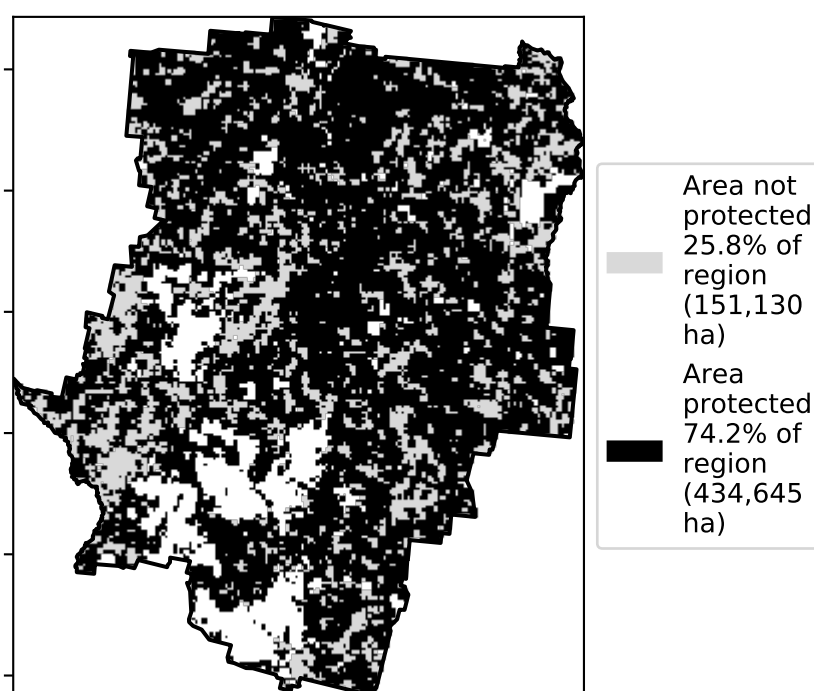 Area not
protected
25.8% of
region
(151,130
ha)
Area
protected
74.2% of
region
(434,645
ha)